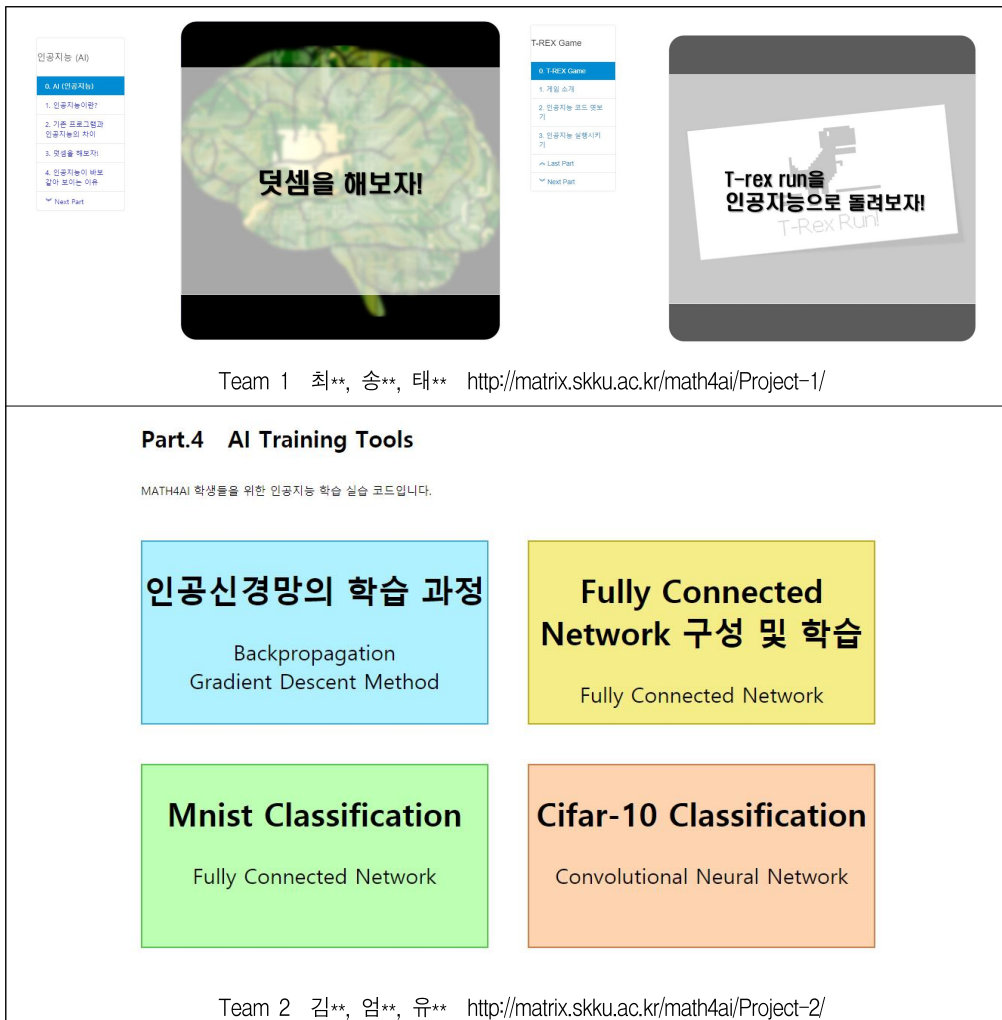 인공지능 (AI)
0. AI (인공지능)
1. 인공지능이란?
2. 기존 프로그램과
인공지능의 차이
3. 덧셈을 해보자!
4. 인공지능이 바보
같아 보이는 이유
︾ Next Part
덧셈을 해보자!
T-REX Game
0. T-REX Game
1. 게임 소개
2. 인공지능 코드 엿보
기
3. 인공지능 실행시키
기
︽ Last Part
︾ Next Part
T-rex run을
인공지능으로 돌려보자!
T-Rex Run!
Team 1 최**, 송**, 태** http://matrix.skku.ac.kr/math4ai/Project-1/
Part.4 AI Training Tools
MATH4AI 학생들을 위한 인공지능 학습 실습 코드입니다.
인공신경망의 학습 과정
Backpropagation
Gradient Descent Method
Fully Connected
Network 구성 및 학습
Fully Connected Network
Mnist Classification
Fully Connected Network
Cifar-10 Classification
Convolutional Neural Network
Team 2 김**, 엄**, 유** http://matrix.skku.ac.kr/math4ai/Project-2/